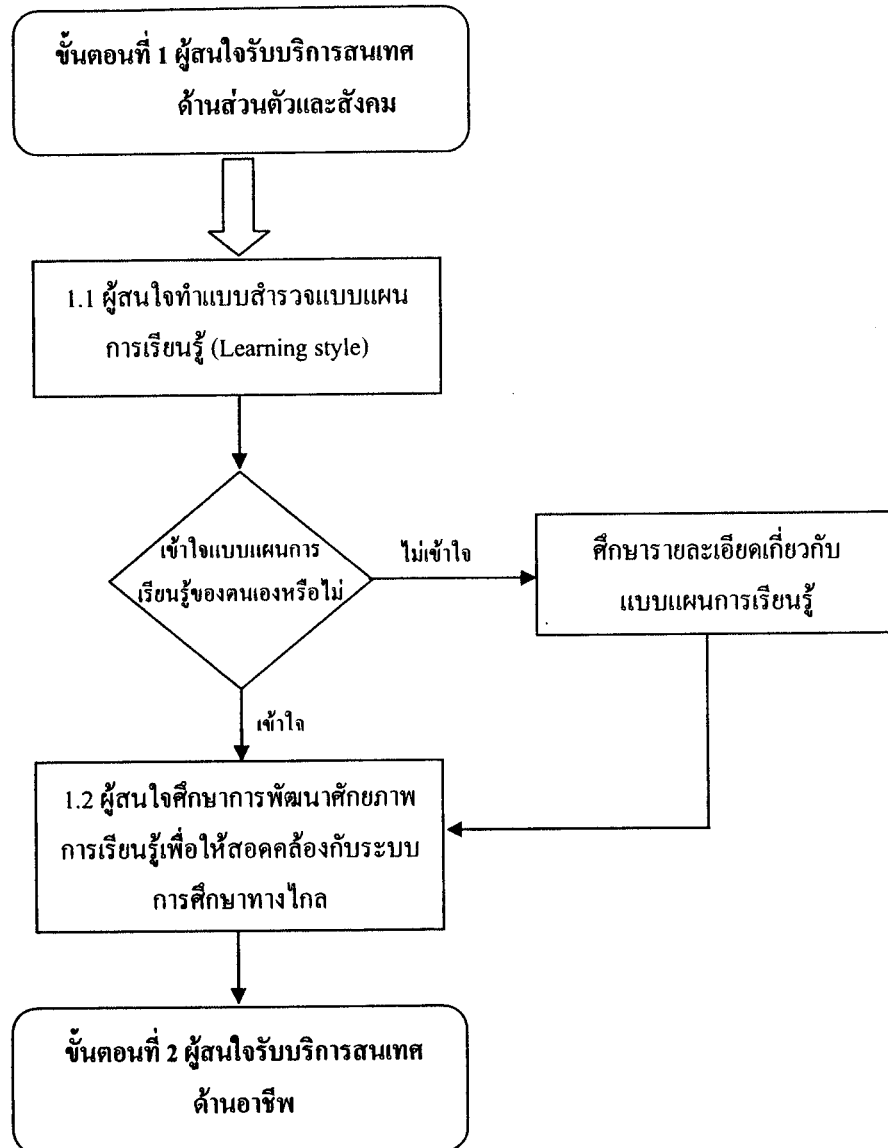 ขั้นตอนที่ 1 ผู้สนใจรับบริการสนเทศ
ด้านส่วนตัวและสังคม
1.1 ผู้สนใจทำแบบสำรวจแบบแผน
การเรียนรู้ (Learning style)
เข้าใจแบบแผนการ
เรียนรู้ของตนเองหรือไม่
ไม่เข้าใจ
ศึกษารายละเอียดเกี่ยวกับ
แบบแผนการเรียนรู้
เข้าใจ
1.2 ผู้สนใจศึกษาการพัฒนาศักยภาพ
การเรียนรู้เพื่อให้สอดคล้องกับระบบ
การศึกษาทางไกล
ขั้นตอนที่ 2 ผู้สนใจรับบริการสนเทศ
ด้านอาชีพ